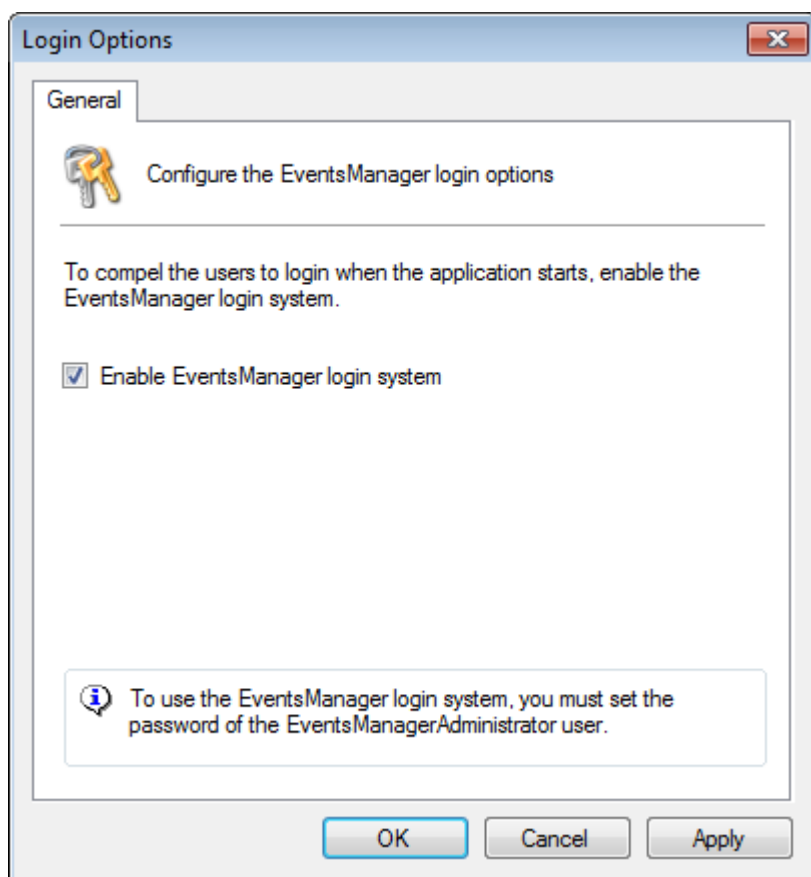 Login Options
General
Configure the EventsManager login options
To compel the users to login when the application starts, enable the
EventsManager login system.
Enable EventsManager login system
To use the EventsManager login system, you must set the
password of the EventsManagerAdministrator user.
OK Cancel Apply